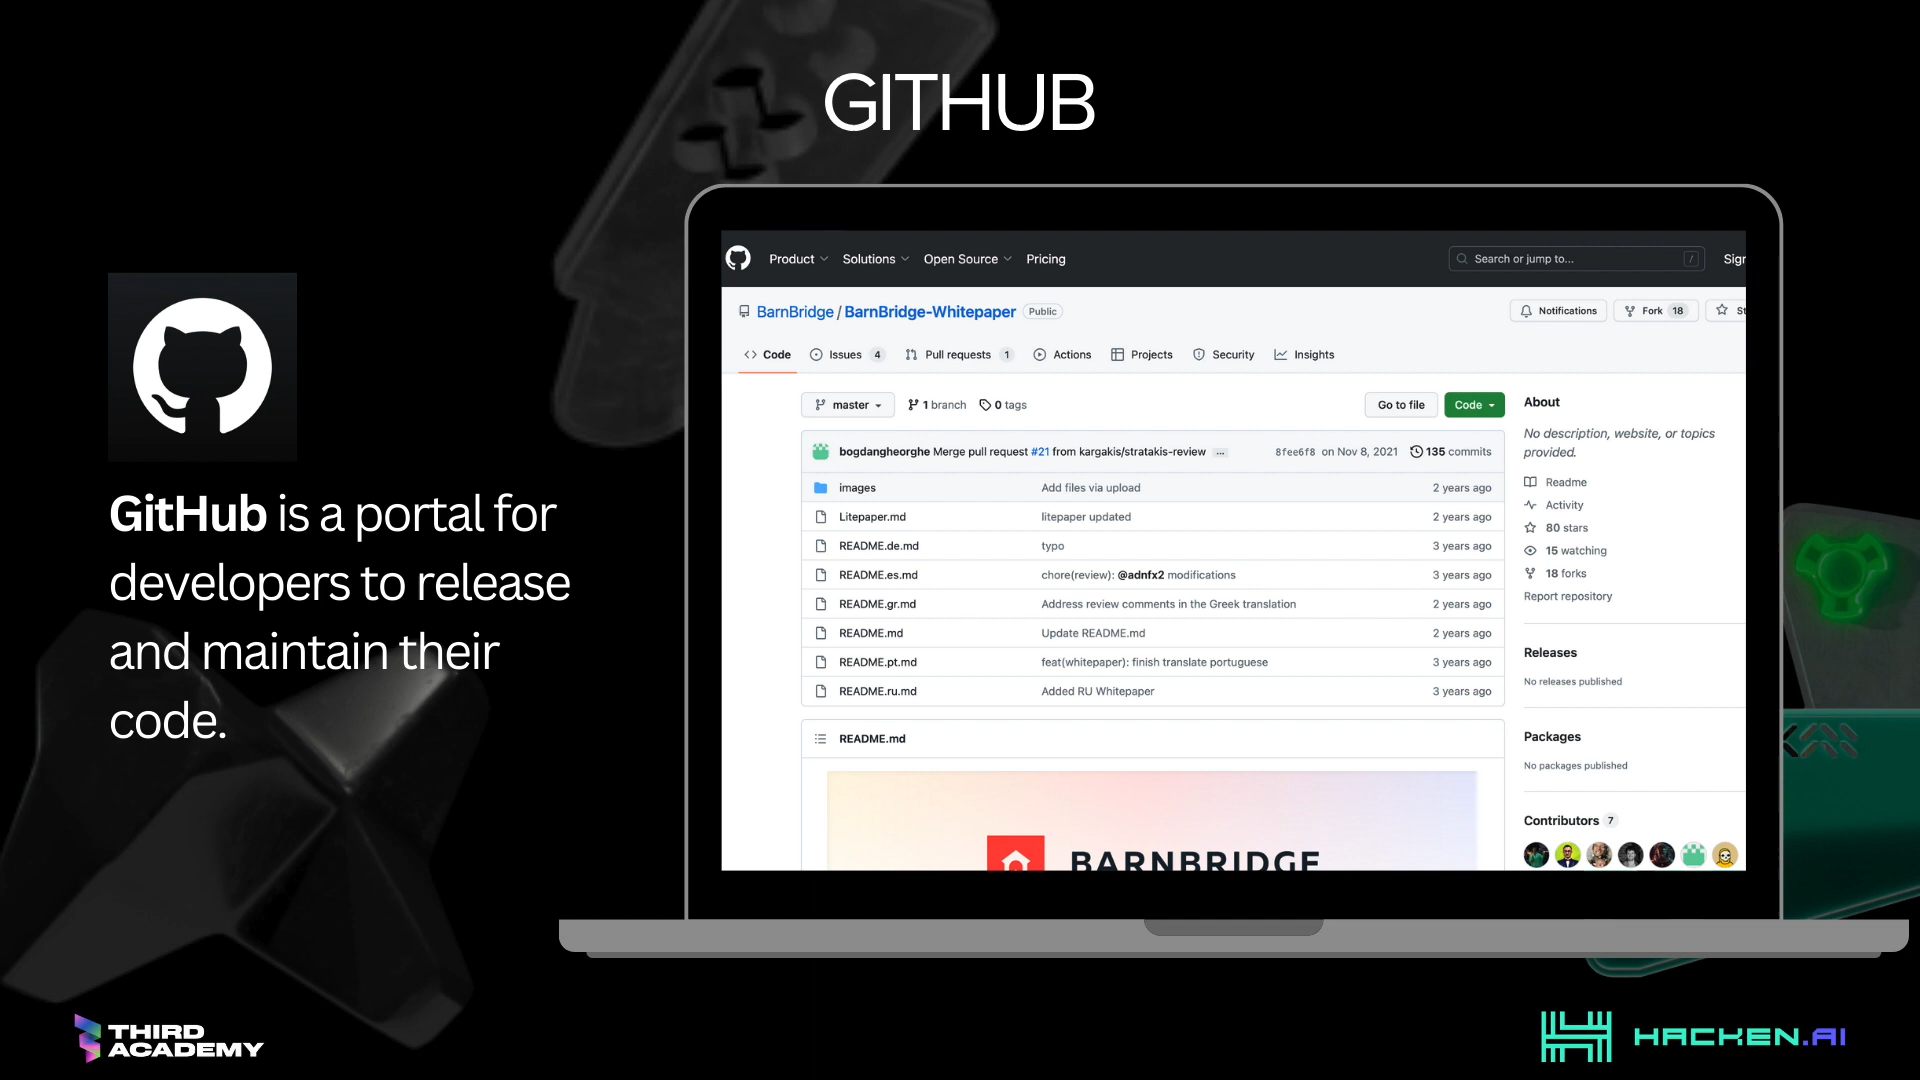 GITHUB
GitHub is a portal for
developers to release
and maintain their
code.
Product Solutions Open Source Pricing
Search or jump to... /
BarnBridge / BarnBridge-Whitepaper Public
Notifications Fork 18
Code Issues 4 Pull requests 1 Actions Projects Security Insights
master 1 branch 0 tags Go to file Code
bogdangheorghe Merge pull request #21 from kargakis/stratakis-review ... 8fee6f8 on Nov 8, 2021 135 commits
images Add files via upload 2 years ago
Litepaper.md litepaper updated 2 years ago
README.de.md typo 3 years ago
README.es.md chore(review): @adnfx2 modifications 3 years ago
README.gr.md Address review comments in the Greek translation 2 years ago
README.md Update README.md 2 years ago
README.pt.md feat(whitepaper): finish translate portuguese 3 years ago
README.ru.md Added RU Whitepaper 3 years ago
README.md
BARNBRIDGE
About
No description, website, or topics
provided.
Readme
Activity
80 stars
15 watching
18 forks
Report repository
Releases
No releases published
Packages
No packages published
Contributors 7
THIRD
ACADEMY
HACKEN.AI